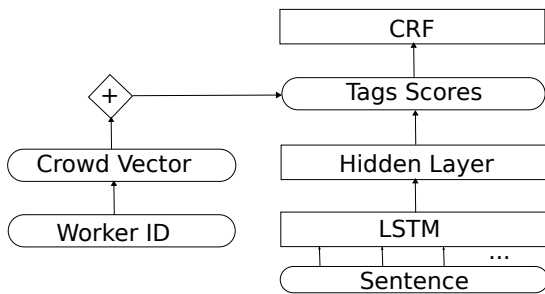 CRF
+
Tags Scores
Crowd Vector
Hidden Layer
Worker ID
LSTM
...
Sentence